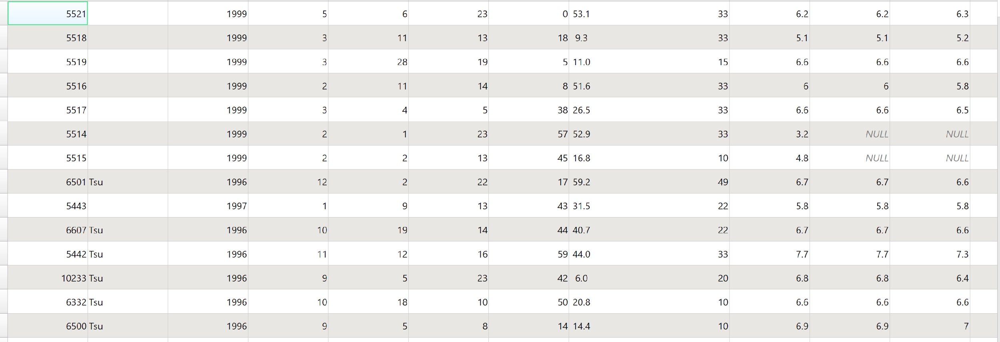 5521 1999 5 6 23 0 53.1 33 6.2 6.2 6.3
5518 1999 3 11 13 18 9.3 33 5.1 5.1 5.2
5519 1999 3 28 19 5 11.0 15 6.6 6.6 6.6
5516 1999 2 11 14 8 51.6 33 6 6 5.8
5517 1999 3 4 5 38 26.5 33 6.6 6.6 6.5
5514 1999 2 1 23 57 52.9 33 3.2 NULL NULL
5515 1999 2 2 13 45 16.8 10 4.8 NULL NULL
6501 Tsu 1996 12 2 22 17 59.2 49 6.7 6.7 6.6
5443 1997 1 9 13 43 31.5 22 5.8 5.8 5.8
6607 Tsu 1996 10 19 14 44 40.7 22 6.7 6.7 6.6
5442 Tsu 1996 11 12 16 59 44.0 33 7.7 7.7 7.3
10233 Tsu 1996 9 5 23 42 6.0 20 6.8 6.8 6.4
6332 Tsu 1996 10 18 10 50 20.8 10 6.6 6.6 6.6
6500 Tsu 1996 9 5 8 14 14.4 10 6.9 6.9 7